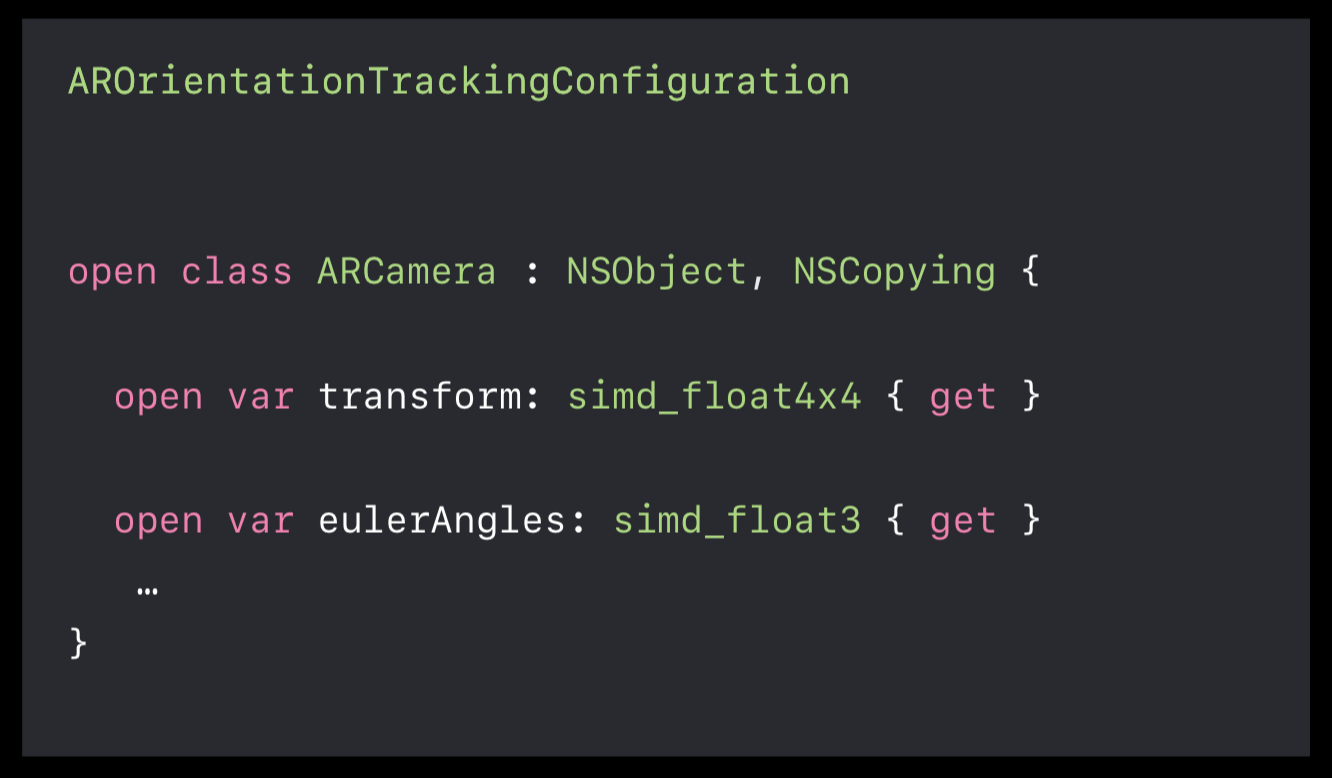 AROrientationTrackingConfiguration
open class ARCamera : NSObject, NSCopying {
open var transform: simd_float4x4 { get }
open var eulerAngles: simd_float3 { get }
…
}